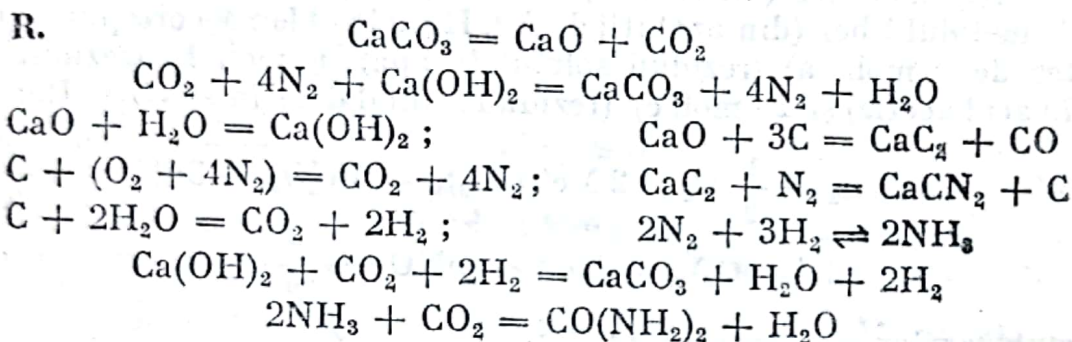 R. CaCO₃ = CaO + CO₂
CO₂ + 4N₂ + Ca(OH)₂ = CaCO₃ + 4N₂ + H₂O
CaO + H₂O = Ca(OH)₂ ; CaO + 3C = CaC₂ + CO
C + (O₂ + 4N₂) = CO₂ + 4N₂ ; CaC₂ + N₂ = CaCN₂ + C
C + 2H₂O = CO₂ + 2H₂ ; 2N₂ + 3H₂ ⇌ 2NH₃
Ca(OH)₂ + CO₂ + 2H₂ = CaCO₃ + H₂O + 2H₂
2NH₃ + CO₂ = CO(NH₂)₂ + H₂O